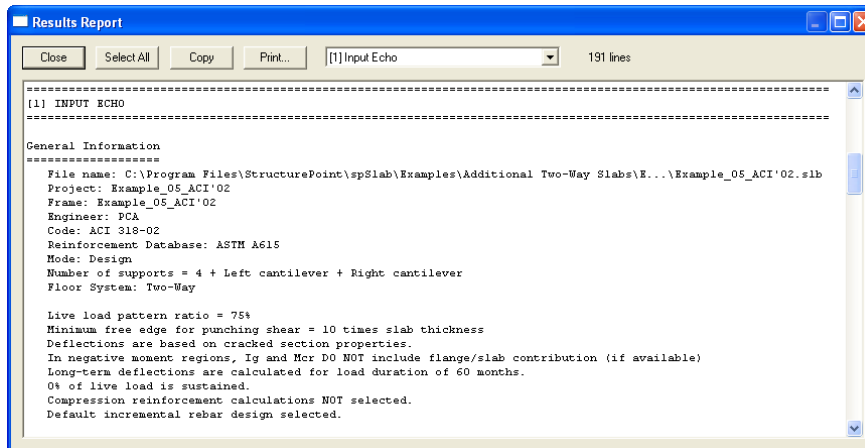 Results Report
Close Select All Copy Print... [1] Input Echo 191 lines
================================================================================
[1] INPUT ECHO
================================================================================
General Information
===================
File name: C:\Program Files\StructurePoint\spSlab\Examples\Additional Two-Way Slabs\E...\Example_05_ACI'02.slb
Project: Example_05_ACI'02
Frame: Example_05_ACI'02
Engineer: PCA
Code: ACI 318-02
Reinforcement Database: ASTM A615
Mode: Design
Number of supports = 4 + Left cantilever + Right cantilever
Floor System: Two-Way
Live load pattern ratio = 75%
Minimum free edge for punching shear = 10 times slab thickness
Deflections are based on cracked section properties.
In negative moment regions, Ig and Mcr DO NOT include flange/slab contribution (if available)
Long-term deflections are calculated for load duration of 60 months.
0% of live load is sustained.
Compression reinforcement calculations NOT selected.
Default incremental rebar design selected.